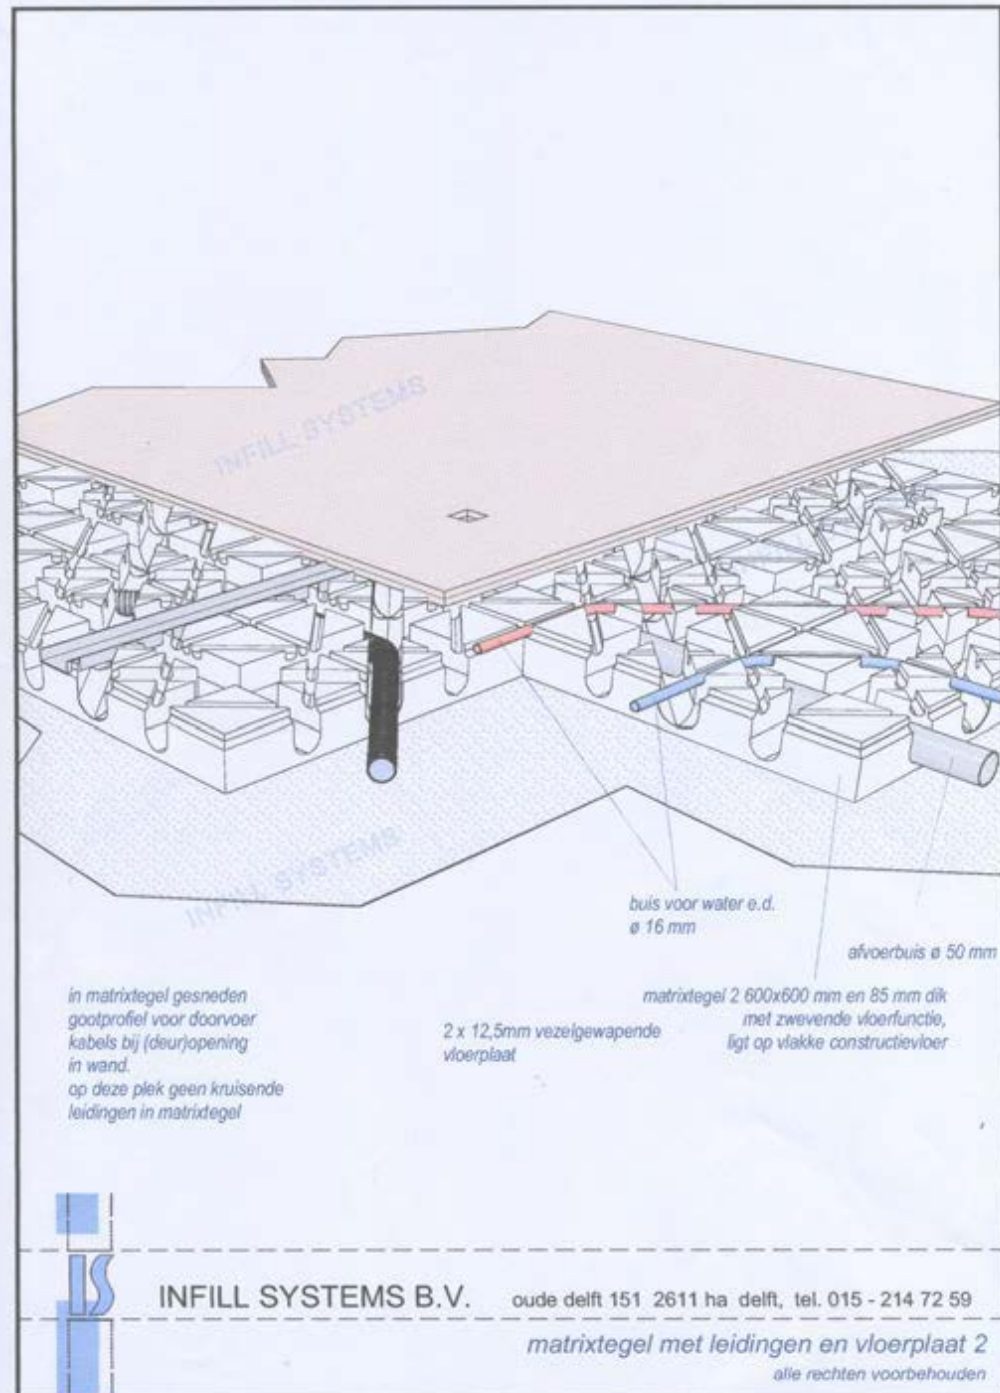 INFILL SYSTEMS
INFILL SYSTEMS
buis voor water e.d.
ø 16 mm
afvoerbuis ø 50 mm
in matrixtegel gesneden
gootprofiel voor doorvoer
kabels bij (deur)opening
in wand.
op deze plek geen kruisende
leidingen in matrixtegel
2 x 12,5mm vezelgewapende
vloerplaat
matrixtegel 2 600x600 mm en 85 mm dik
met zwevende vloerfunctie,
ligt op vlakke constructievloer
IS
INFILL SYSTEMS B.V.
oude delft 151 2611 ha delft, tel. 015 - 214 72 59
matrixtegel met leidingen en vloerplaat 2
alle rechten voorbehouden